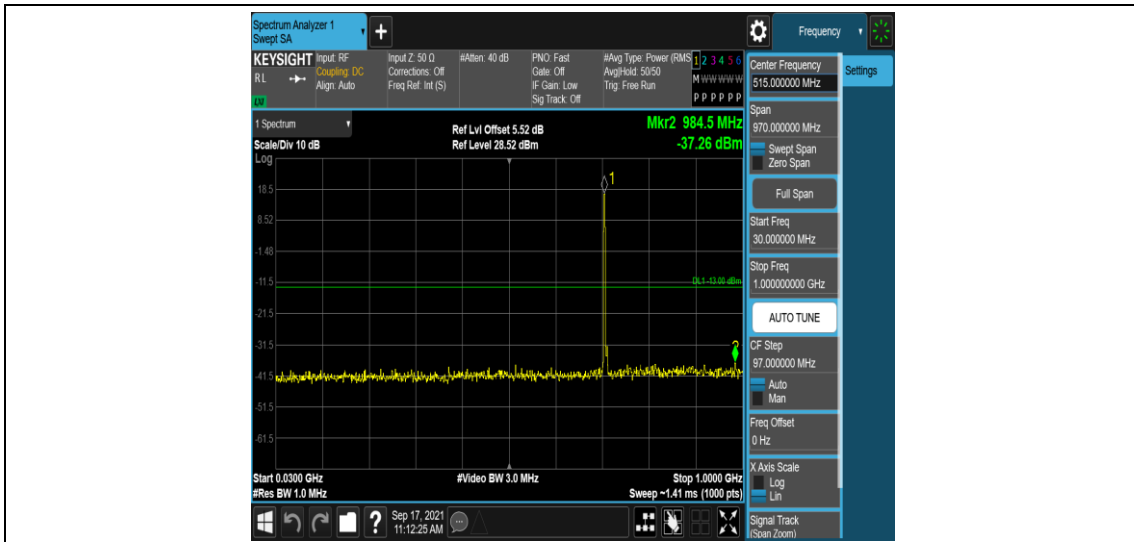 Spectrum Analyzer 1
Swept SA
+
Frequency
KEYSIGHT
RL
LXI
Input: RF
Coupling: DC
Align: Auto
Input Z: 50 Ω
Corrections: Off
Freq Ref: Int (S)
#Atten: 40 dB
PNO: Fast
Gate: Off
IF Gain: Low
Sig Track: Off
#Avg Type: Power (RMS
Avg|Hold: 50/50
Trig: Free Run
1 2 3 4 5 6
M W W W W W
P P P P P P
1 Spectrum
Scale/Div 10 dB
Ref Lvl Offset 5.52 dB
Ref Level 28.52 dBm
Mkr2 984.5 MHz
-37.26 dBm
Log
1
18.5
8.52
-1.48
-11.5
DL1 -13.00 dBm
-21.5
-31.5
2
-41.5
-51.5
-61.5
Start 0.0300 GHz
#Res BW 1.0 MHz
#Video BW 3.0 MHz
Stop 1.0000 GHz
Sweep ~1.41 ms (1000 pts)
Center Frequency
515.000000 MHz
Settings
Span
970.000000 MHz
Swept Span
Zero Span
Full Span
Start Freq
30.000000 MHz
Stop Freq
1.000000000 GHz
AUTO TUNE
CF Step
97.000000 MHz
Auto
Man
Freq Offset
0 Hz
X Axis Scale
Log
Lin
Signal Track
(Span Zoom)
?
Sep 17, 2021
11:12:25 AM